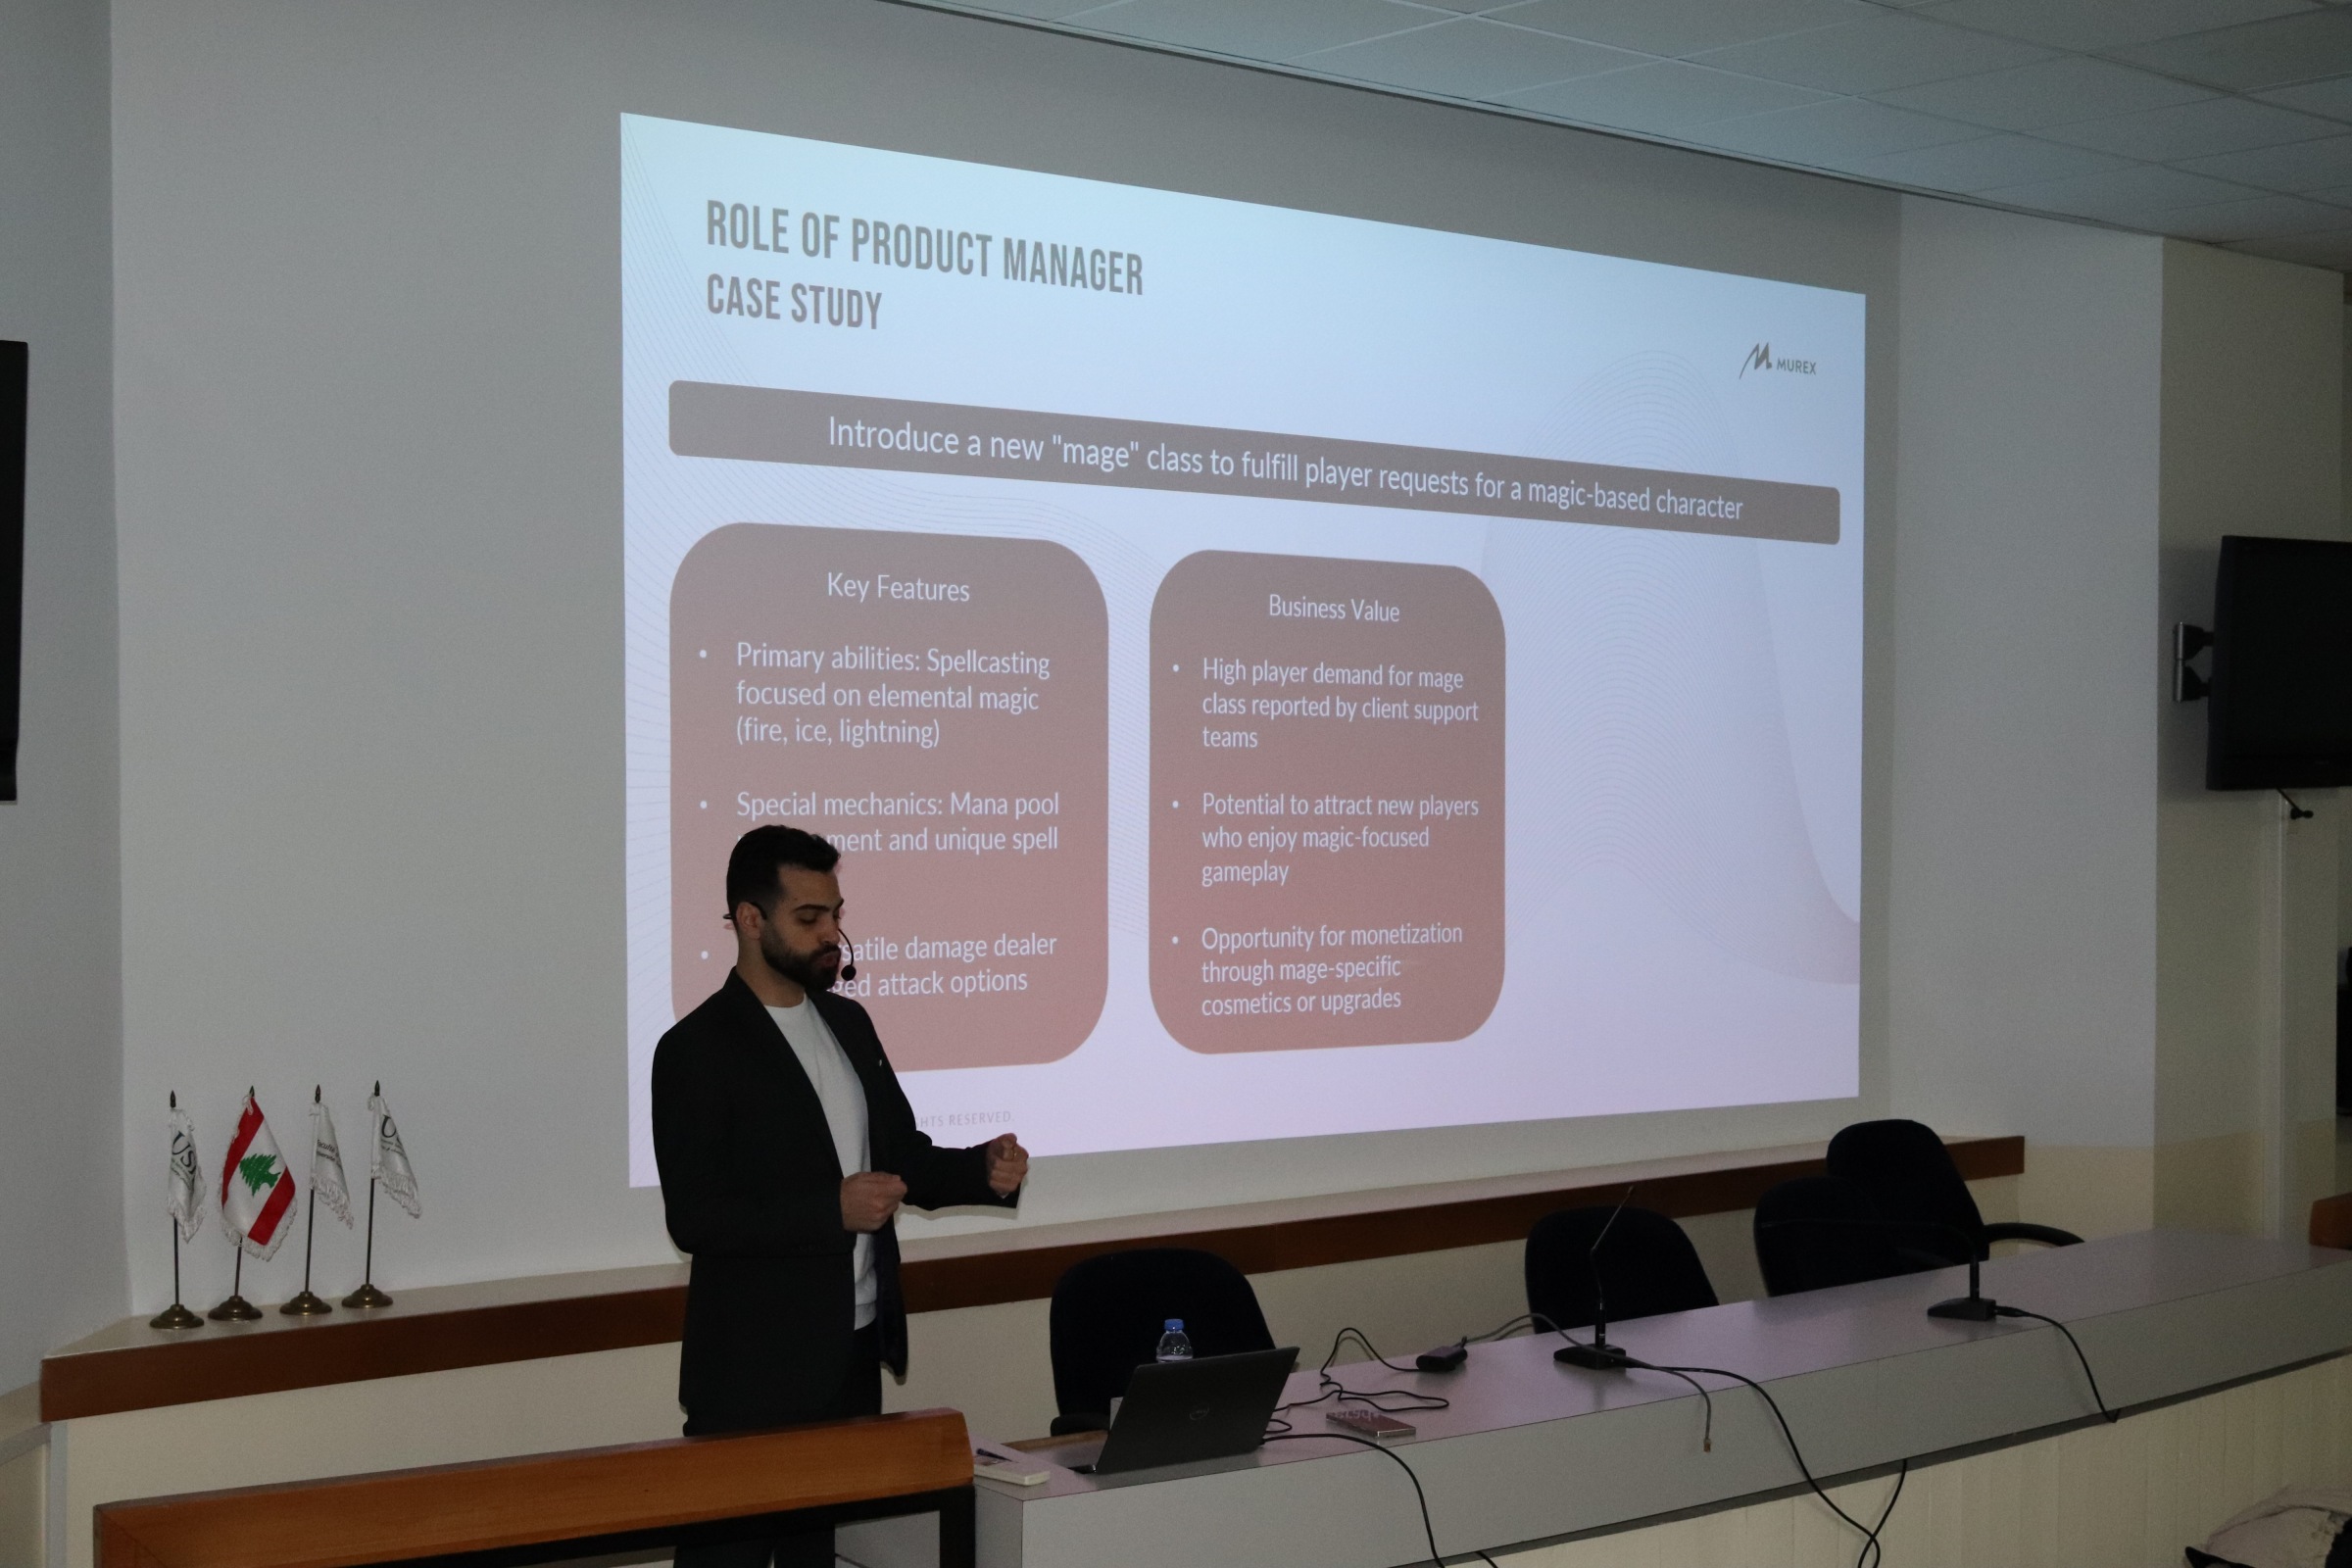 ROLE OF PRODUCT MANAGER
CASE STUDY
MUREX
Introduce a new "mage" class to fulfill player requests for a magic-based character
Key Features
• Primary abilities: Spellcasting
focused on elemental magic
(fire, ice, lightning)
• Special mechanics: Mana pool
and unique spell
• damage dealer
attack options
Business Value
• High player demand for mage
class reported by client support
teams
• Potential to attract new players
who enjoy magic-focused
gameplay
• Opportunity for monetization
through mage-specific
cosmetics or upgrades
RESERVED.